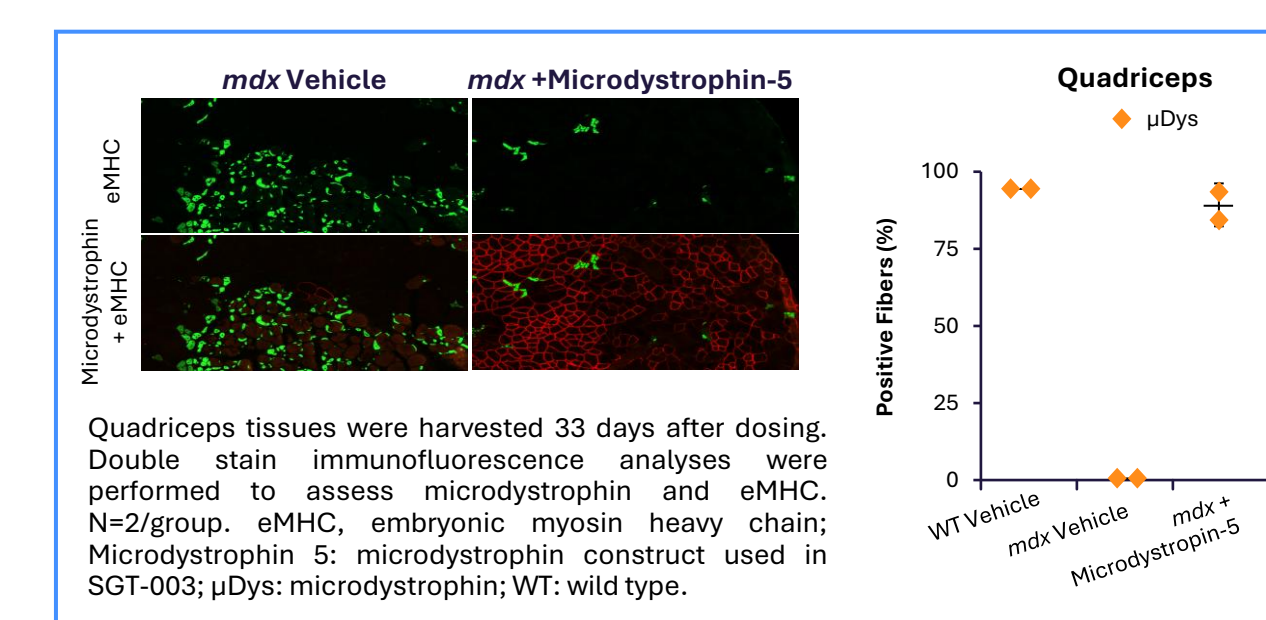 mdx Vehicle
mdx +Microdystrophin-5
eMHC
Microdystrophin
+ eMHC
Quadriceps tissues were harvested 33 days after dosing.
Double stain immunofluorescence analyses were
performed to assess microdystrophin and eMHC.
N=2/group. eMHC, embryonic myosin heavy chain;
Microdystrophin 5: microdystrophin construct used in
SGT-003; µDys: microdystrophin; WT: wild type.
Quadriceps
µDys
Positive Fibers (%)
100
75
50
25
0
WT Vehicle
mdx Vehicle
mdx +
Microdystropin-5